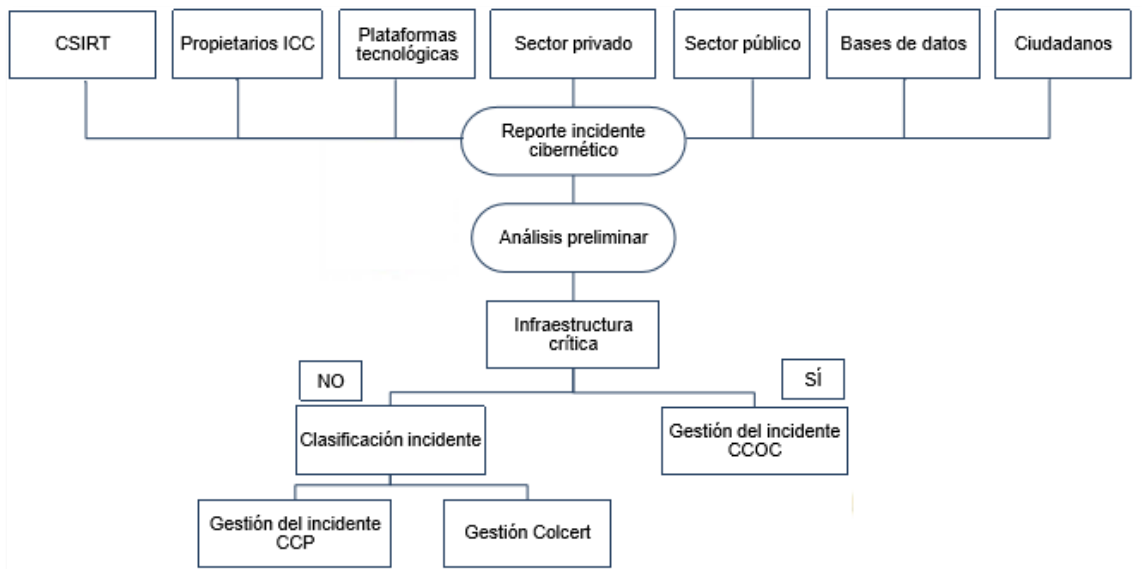 CSIRT
Propietarios ICC
Plataformas
tecnológicas
Sector privado
Sector público
Bases de datos
Ciudadanos
Reporte incidente
cibernético
Análisis preliminar
Infraestructura
crítica
NO
SÍ
Clasificación incidente
Gestión del incidente
CCOC
Gestión del incidente
CCP
Gestión Colcert